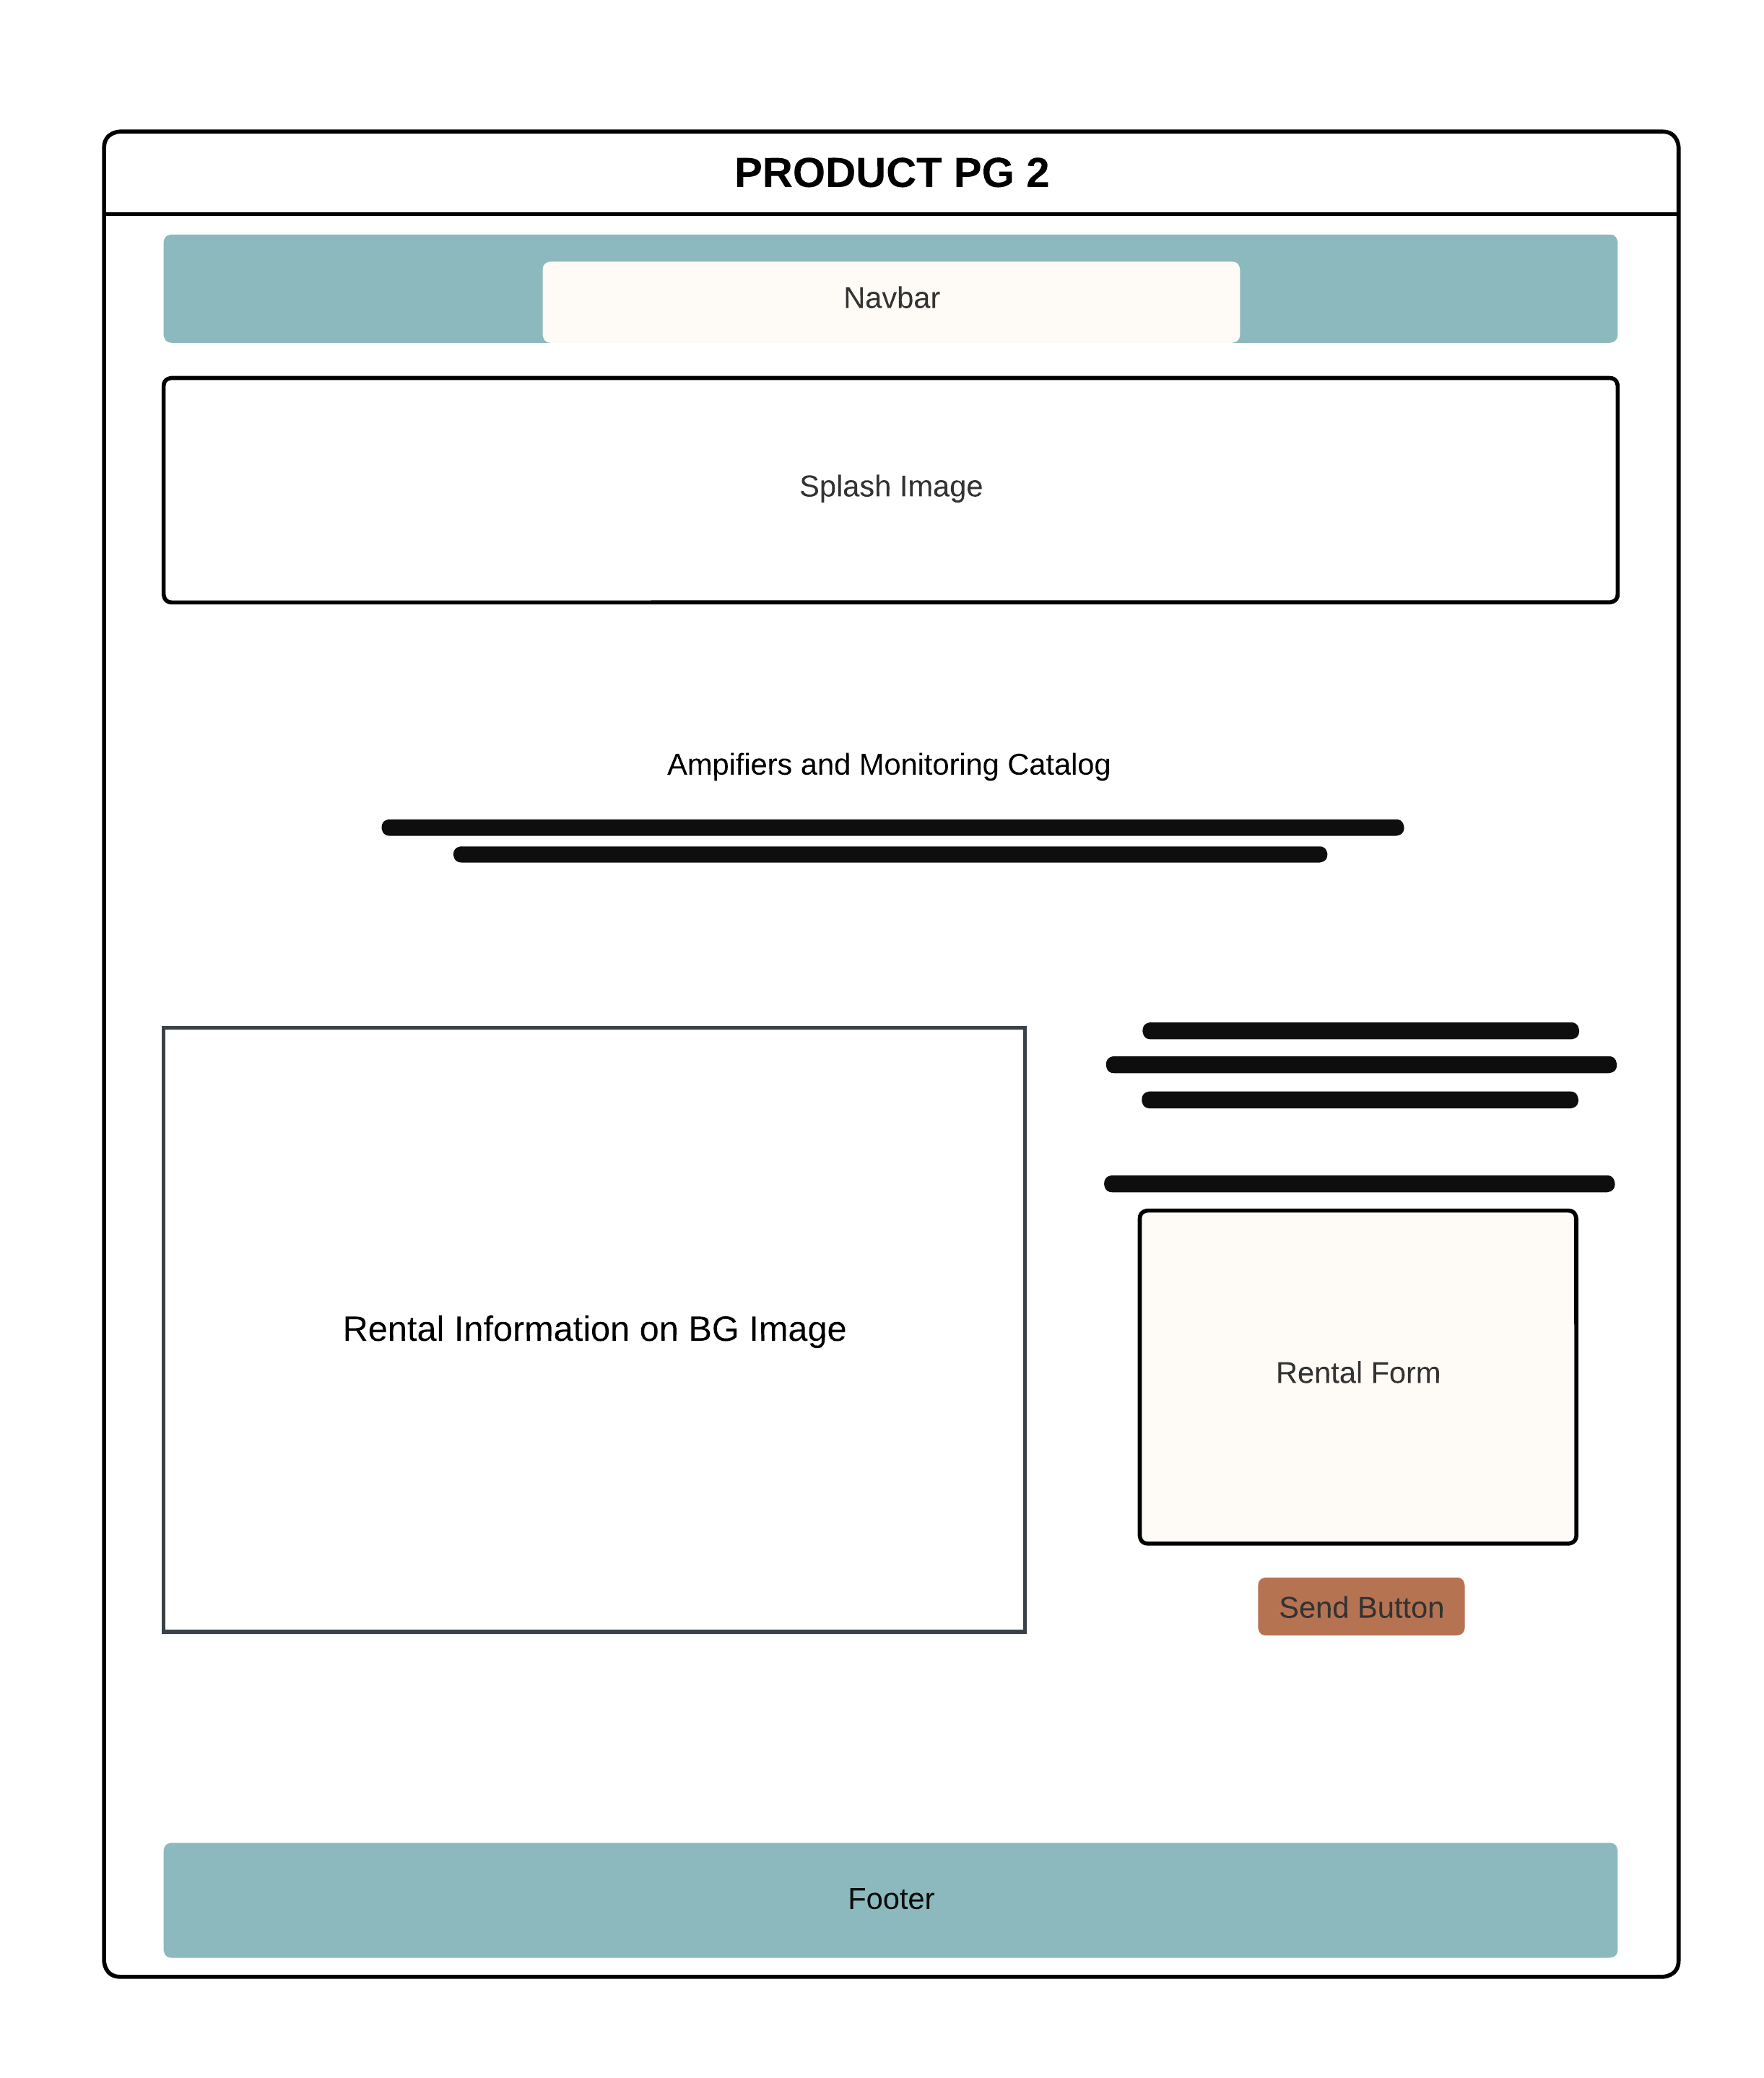 PRODUCT PG 2
Navbar
Splash Image
Ampifiers and Monitoring Catalog
Rental Information on BG Image
Rental Form
Send Button
Footer